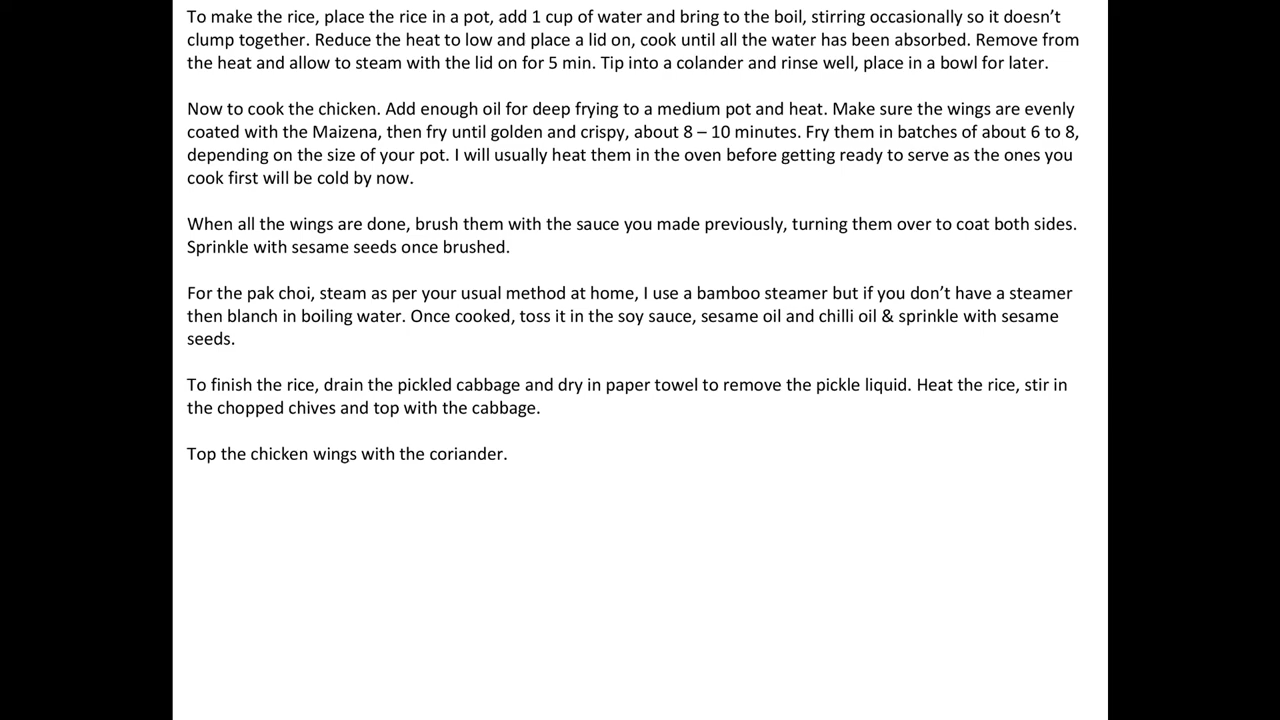 To make the rice, place the rice in a pot, add 1 cup of water and bring to the boil, stirring occasionally so it doesn’t
clump together. Reduce the heat to low and place a lid on, cook until all the water has been absorbed. Remove from
the heat and allow to steam with the lid on for 5 min. Tip into a colander and rinse well, place in a bowl for later.
Now to cook the chicken. Add enough oil for deep frying to a medium pot and heat. Make sure the wings are evenly
coated with the Maizena, then fry until golden and crispy, about 8 – 10 minutes. Fry them in batches of about 6 to 8,
depending on the size of your pot. I will usually heat them in the oven before getting ready to serve as the ones you
cook first will be cold by now.
When all the wings are done, brush them with the sauce you made previously, turning them over to coat both sides.
Sprinkle with sesame seeds once brushed.
For the pak choi, steam as per your usual method at home, I use a bamboo steamer but if you don’t have a steamer
then blanch in boiling water. Once cooked, toss it in the soy sauce, sesame oil and chilli oil & sprinkle with sesame
seeds.
To finish the rice, drain the pickled cabbage and dry in paper towel to remove the pickle liquid. Heat the rice, stir in
the chopped chives and top with the cabbage.
Top the chicken wings with the coriander.